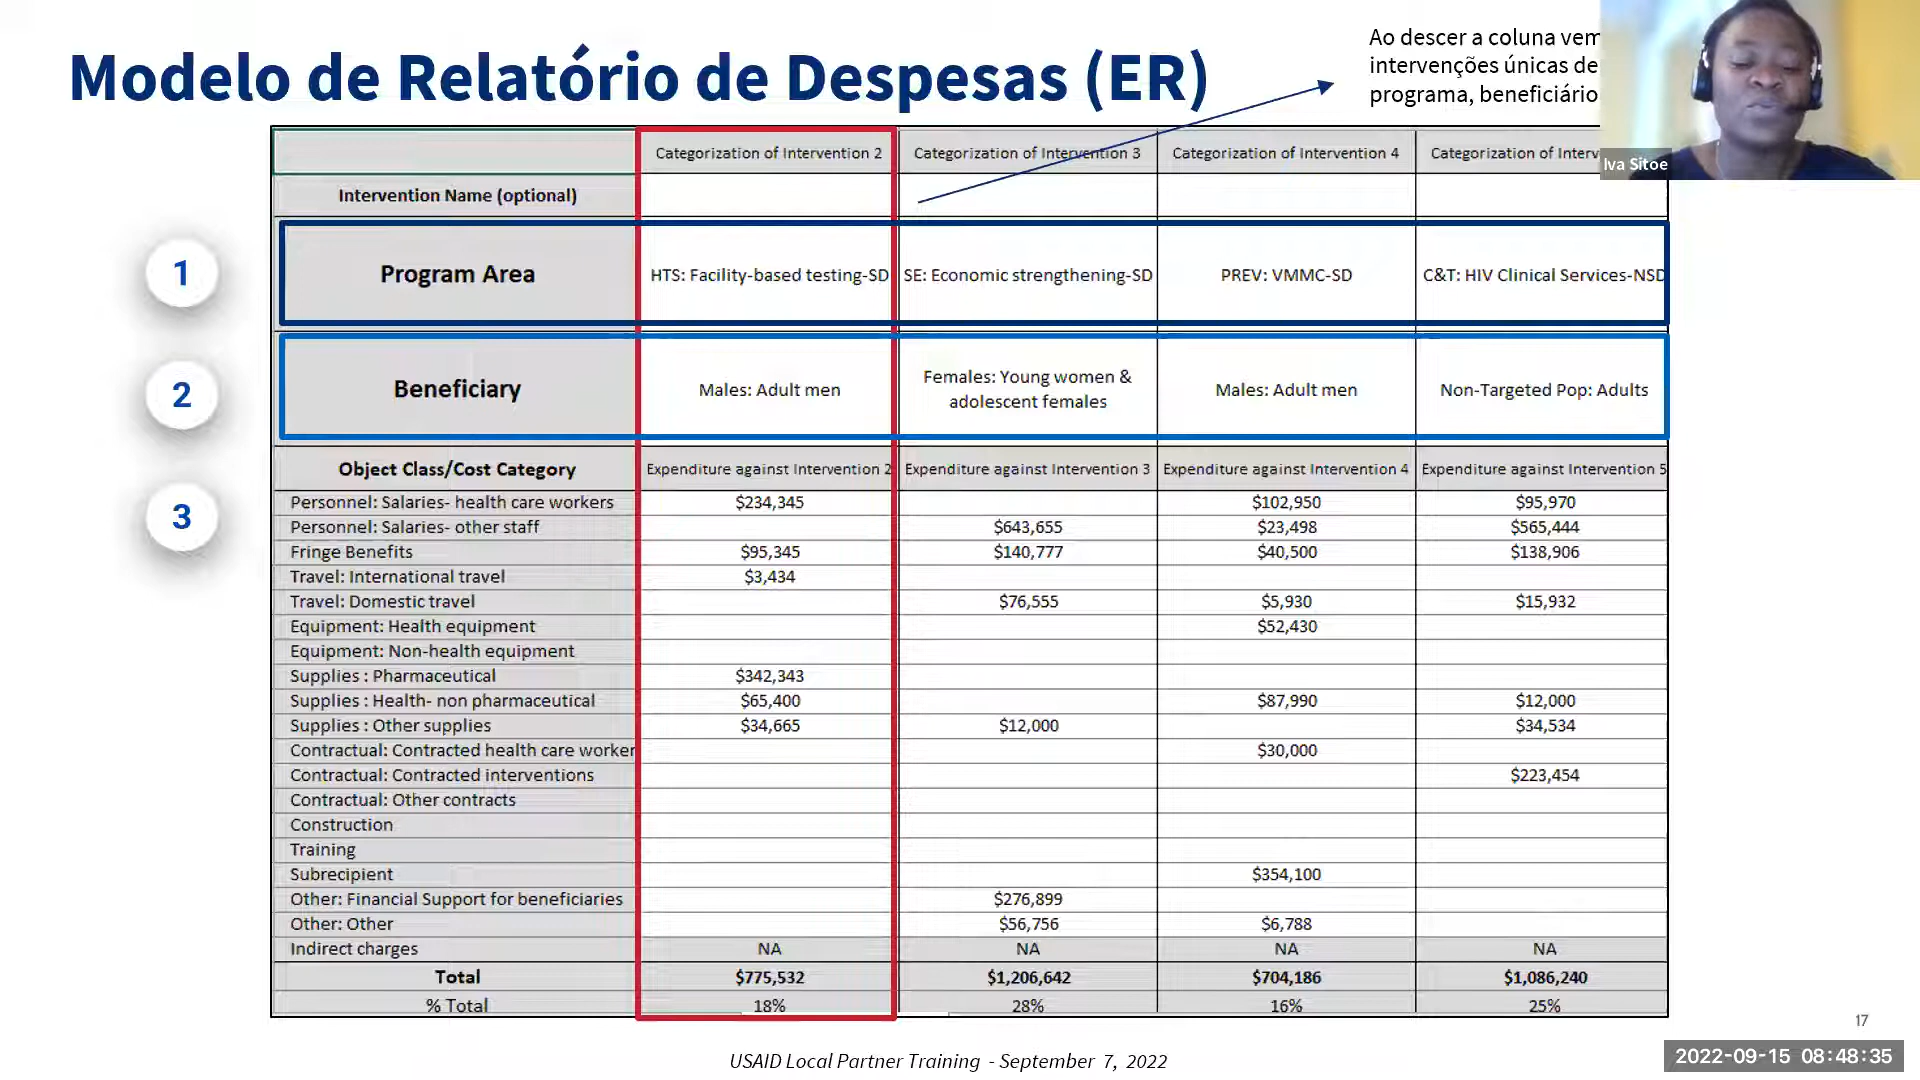 Modelo de Relatório de Despesas (ER)
Ao descer a coluna vem
intervenções únicas de
programa, beneficiário
Iva Sitoe
Categorization of Intervention 2 Categorization of Intervention 3 Categorization of Intervention 4 Categorization of Interv
Intervention Name (optional)
1
Program Area HTS: Facility-based testing-SD SE: Economic strengthening-SD PREV: VMMC-SD C&T: HIV Clinical Services-NSD
2
Beneficiary Males: Adult men Females: Young women & adolescent females Males: Adult men Non-Targeted Pop: Adults
Object Class/Cost Category Expenditure against Intervention 2 Expenditure against Intervention 3 Expenditure against Intervention 4 Expenditure against Intervention 5
3
Personnel: Salaries- health care workers $234,345 $102,950 $95,970
Personnel: Salaries- other staff $643,655 $23,498 $565,444
Fringe Benefits $95,345 $140,777 $40,500 $138,906
Travel: International travel $3,434
Travel: Domestic travel $76,555 $5,930 $15,932
Equipment: Health equipment $52,430
Equipment: Non-health equipment
Supplies : Pharmaceutical $342,343
Supplies : Health- non pharmaceutical $65,400 $87,990 $12,000
Supplies : Other supplies $34,665 $12,000 $34,534
Contractual: Contracted health care worker $30,000
Contractual: Contracted interventions $223,454
Contractual: Other contracts
Construction
Training
Subrecipient $354,100
Other: Financial Support for beneficiaries $276,899
Other: Other $56,756 $6,788
Indirect charges NA NA NA NA
Total $775,532 $1,206,642 $704,186 $1,086,240
% Total 18% 28% 16% 25%
17
USAID Local Partner Training - September 7, 2022
2022-09-15 08:48:35